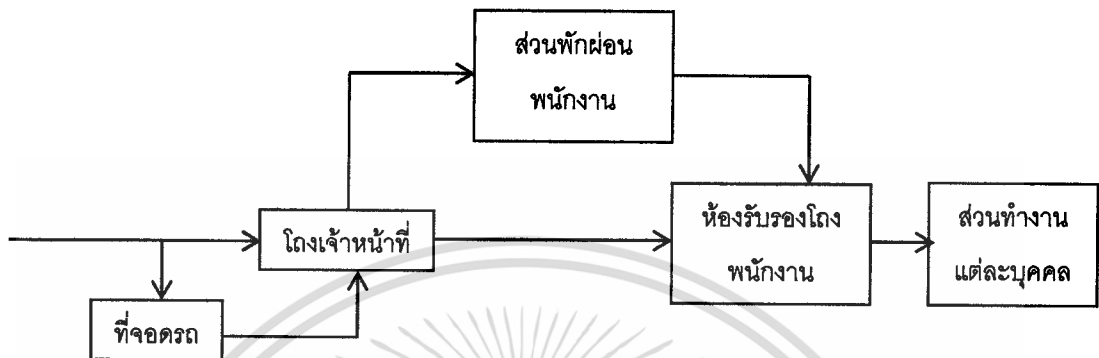 ส่วนพักผ่อน
พนักงาน
โถงเจ้าหน้าที่
ห้องรับรองโถง
พนักงาน
ส่วนทำงาน
แต่ละบุคคล
ที่จอดรถ